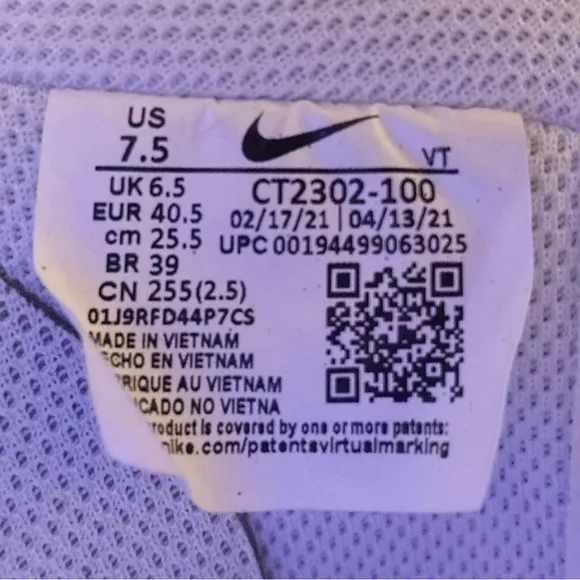 US
7.5
VT
UK 6.5
EUR 40.5
cm 25.5
BR 39
CN 255(2.5)
CT2302-100
02/17/21 | 04/13/21
UPC 00194499063025
01J9RFD44P7CS
MADE IN VIETNAM
ECHO EN VIETNAM
RIQUE AU VIETNAM
ICADO NO VIETNA
roduct is covered by one or more patents:
nike.com/patentsvirtualmarking